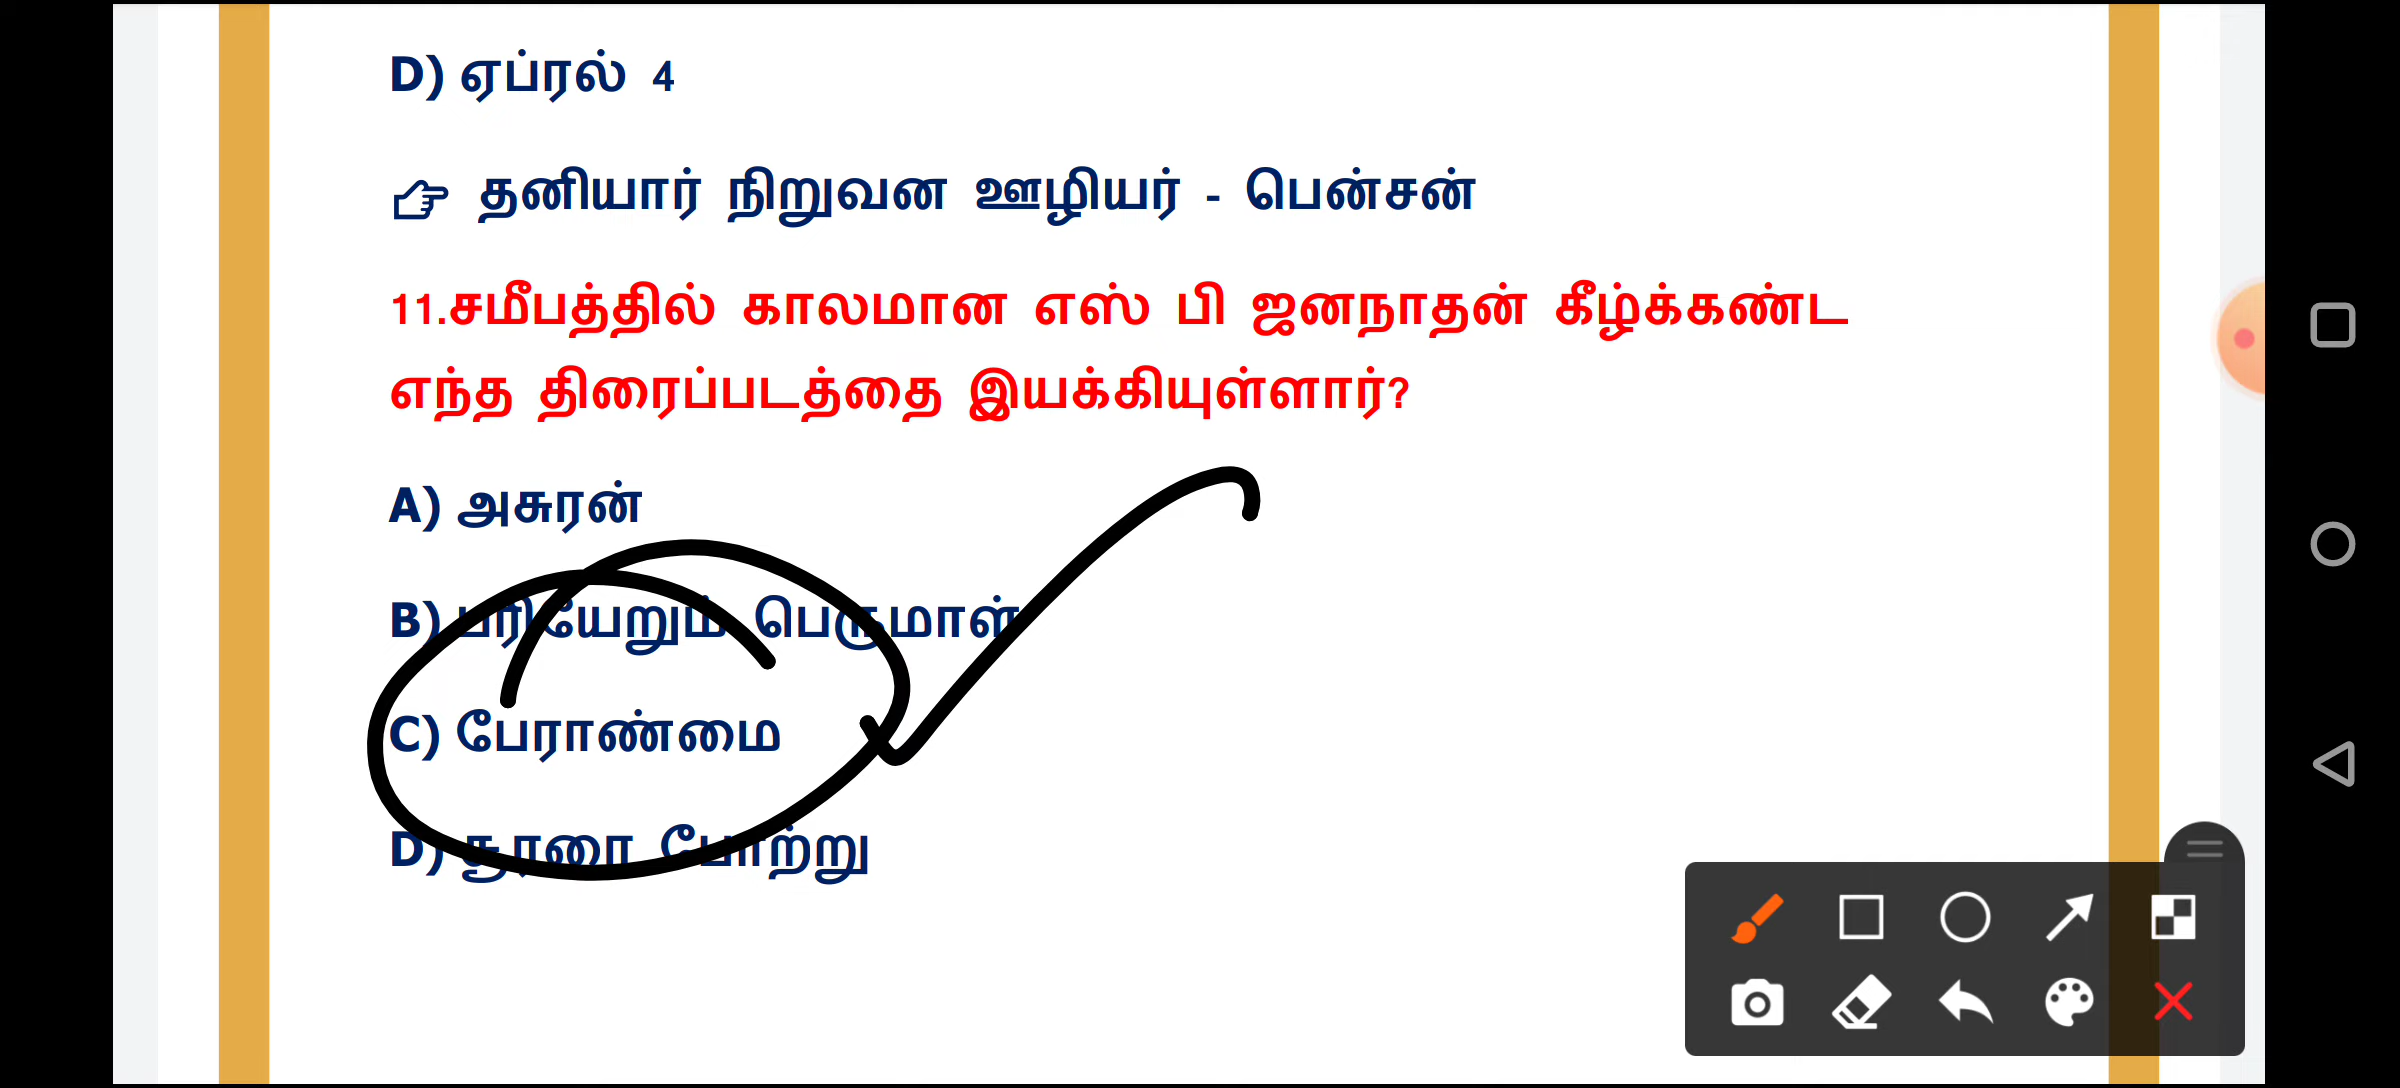 D) ஏப்ரல் 4
தனியார் நிறுவன ஊழியர் - பென்சன்
11.சமீபத்தில் காலமான எஸ் பி ஜனநாதன் கீழ்க்கண்ட
எந்த திரைப்படத்தை இயக்கியுள்ளார்?
A) அசுரன்
B) பரியேறும் பெருமாள்
C) பேராண்மை
D) சூரரை போற்று